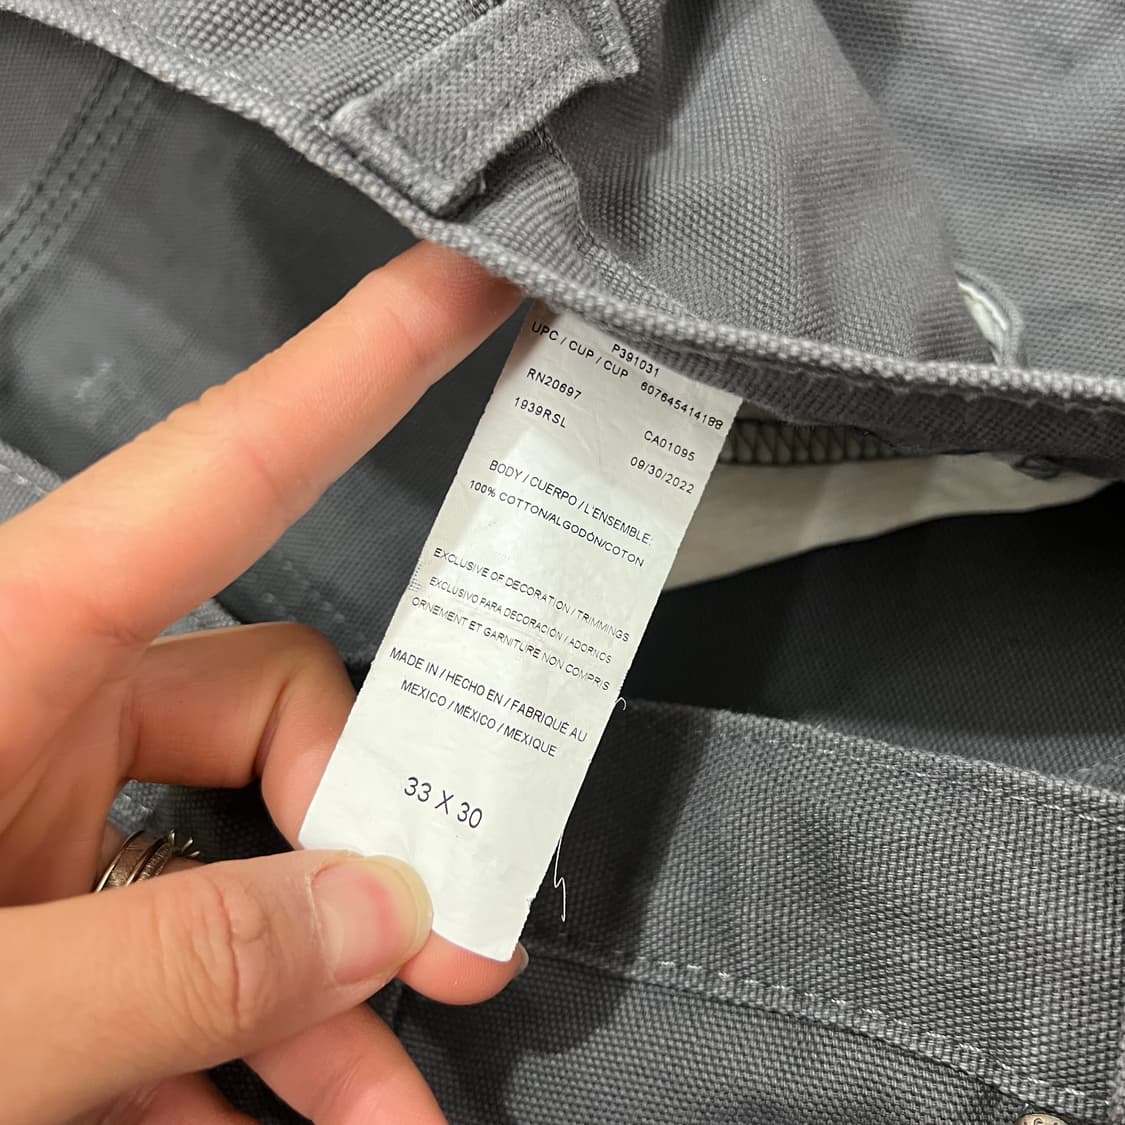 P391031
UPC / CUP / CUP 607645414188
RN20697 CA01095
1939RSL 09/30/2022
BODY / CUERPO / L'ENSEMBLE:
100% COTTON/ALGODÓN/COTON
EXCLUSIVE OF DECORATION / TRIMMINGS
EXCLUSIVO PARA DECORACIÓN / ADORNOS
ORNEMENT ET GARNITURE NON COMPRIS
MADE IN / HECHO EN / FABRIQUÉ AU
MEXICO / MÉXICO / MEXIQUE
33 X 30